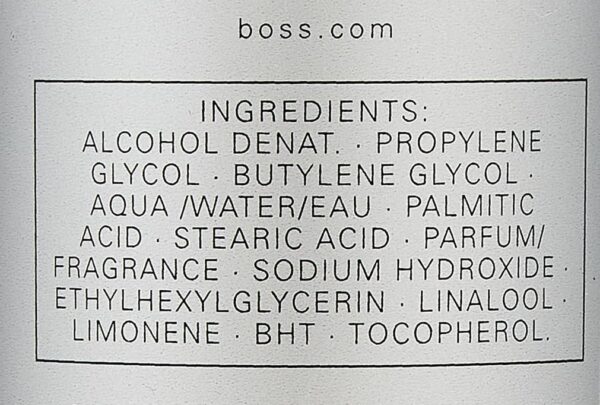 boss.com
INGREDIENTS:
ALCOHOL DENAT. · PROPYLENE
GLYCOL · BUTYLENE GLYCOL ·
AQUA /WATER/EAU · PALMITIC
ACID · STEARIC ACID · PARFUM/
FRAGRANCE · SODIUM HYDROXIDE ·
ETHYLHEXYLGLYCERIN · LINALOOL ·
LIMONENE · BHT · TOCOPHEROL.